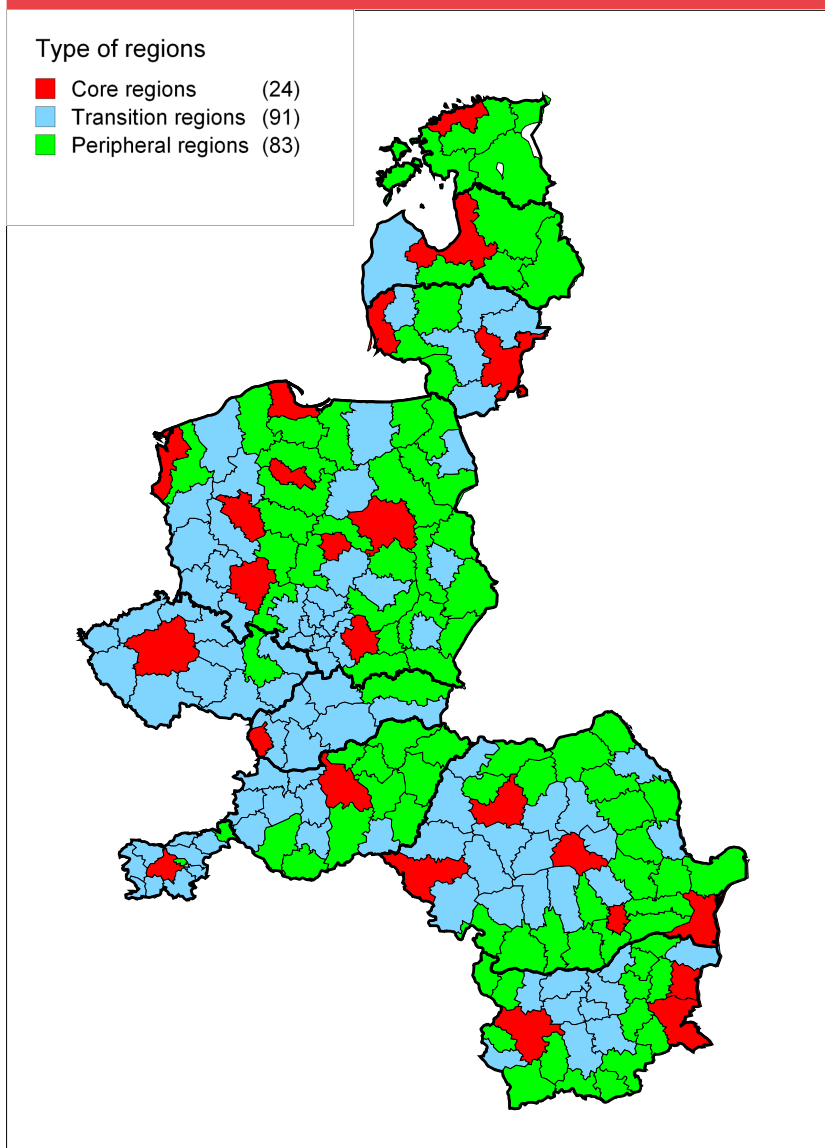 Type of regions
Core regions (24)
Transition regions (91)
Peripheral regions (83)